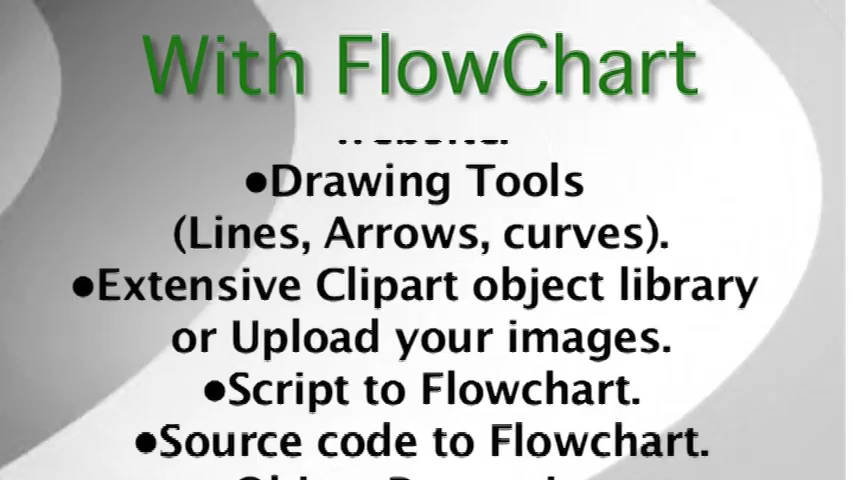 With FlowChart
●Drawing Tools
(Lines, Arrows, curves).
●Extensive Clipart object library
or Upload your images.
●Script to Flowchart.
●Source code to Flowchart.